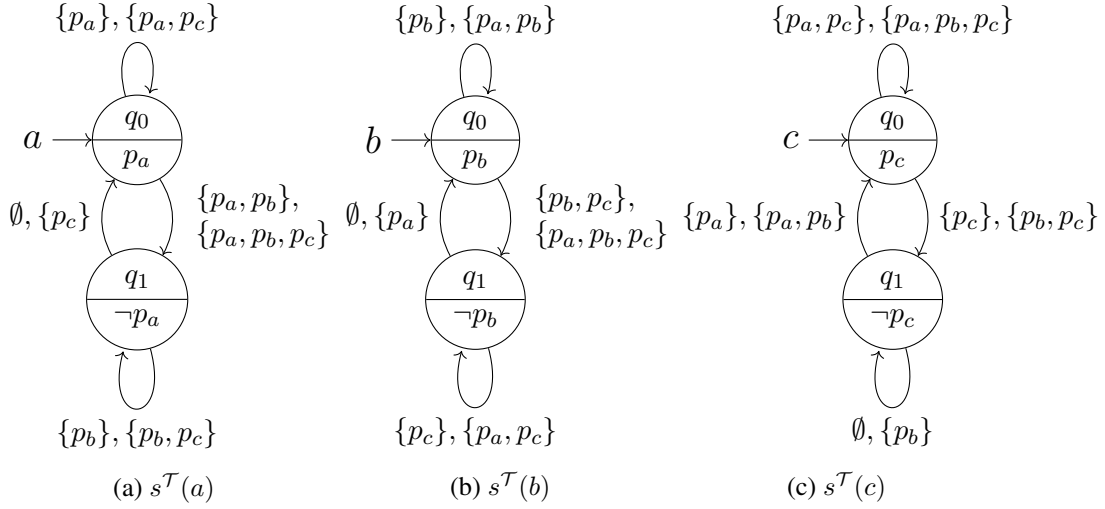 {p_a}, {p_a, p_c}
{p_b}, {p_a, p_b}
{p_a, p_c}, {p_a, p_b, p_c}
a
q_0
p_a
b
q_0
p_b
c
q_0
p_c
∅, {p_c}
{p_a, p_b},
{p_a, p_b, p_c}
∅, {p_a}
{p_b, p_c},
{p_a, p_b, p_c}
{p_a}, {p_a, p_b}
{p_c}, {p_b, p_c}
q_1
¬p_a
q_1
¬p_b
q_1
¬p_c
{p_b}, {p_b, p_c}
{p_c}, {p_a, p_c}
∅, {p_b}
(a) s^𝒯(a)
(b) s^𝒯(b)
(c) s^𝒯(c)